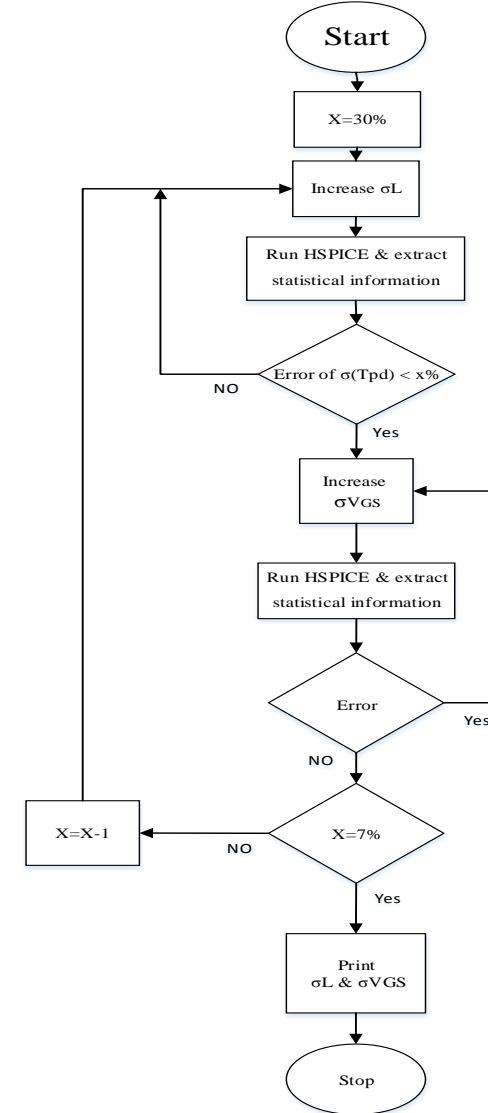 Start
X=30%
Increase σL
Run HSPICE & extract
statistical information
Error of σ(Tpd) < x%
NO
Yes
Increase
σVGS
Run HSPICE & extract
statistical information
Error
Yes
NO
X=7%
X=X-1
NO
Yes
Print
σL & σVGS
Stop